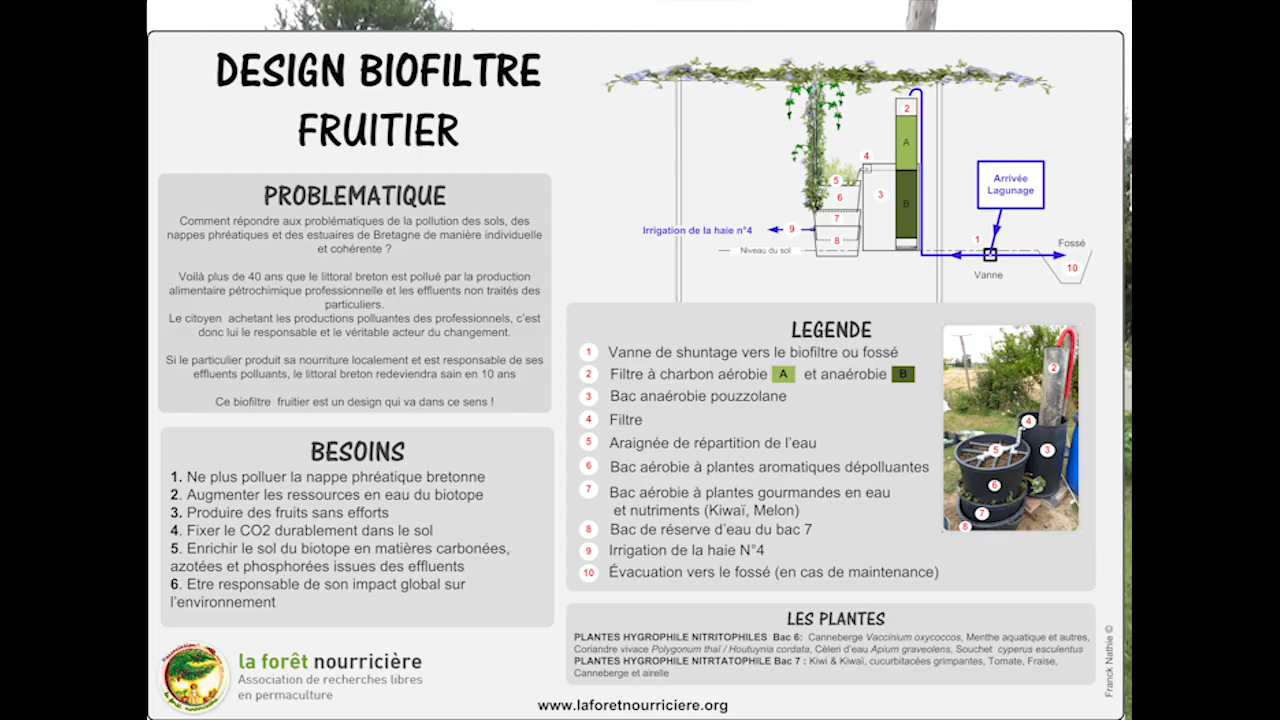 DESIGN BIOFILTRE
FRUITIER
PROBLEMATIQUE
Comment répondre aux problématiques de la pollution des sols, des
nappes phréatiques et des estuaires de Bretagne de manière individuelle
et cohérente ?
Voilà plus de 40 ans que le littoral breton est pollué par la production
alimentaire pétrochimique professionnelle et les effluents non traités des
particuliers.
Le citoyen achetant les productions polluantes des professionnels, c'est
donc lui le responsable et le véritable acteur du changement.
Si le particulier produit sa nourriture localement et est responsable de ses
effluents polluants, le littoral breton redeviendra sain en 10 ans
Ce biofiltre fruitier est un design qui va dans ce sens !
BESOINS
1. Ne plus polluer la nappe phréatique bretonne
2. Augmenter les ressources en eau du biotope
3. Produire des fruits sans efforts
4. Fixer le CO2 durablement dans le sol
5. Enrichir le sol du biotope en matières carbonées,
azotées et phosphorées issues des effluents
6. Etre responsable de son impact global sur
l'environnement
la forêt nourricière
Association de recherches libres
en permaculture
2
A
4
5
3
6
B
7
8
9
Irrigation de la haie n°4
Niveau du sol
Arrivée
Lagunage
1
Vanne
Fossé
10
LEGENDE
1 Vanne de shuntage vers le biofiltre ou fossé
2 Filtre à charbon aérobie A et anaérobie B
3 Bac anaérobie pouzzolane
4 Filtre
5 Araignée de répartition de l'eau
6 Bac aérobie à plantes aromatiques dépolluantes
7 Bac aérobie à plantes gourmandes en eau
et nutriments (Kiwaï, Melon)
8 Bac de réserve d'eau du bac 7
9 Irrigation de la haie N°4
10 Évacuation vers le fossé (en cas de maintenance)
2
4
5
3
6
7
8
LES PLANTES
PLANTES HYGROPHILE NITRITOPHILES Bac 6: Canneberge Vaccinium oxycoccos, Menthe aquatique et autres,
Coriandre vivace Polygonum thaï / Houtuynia cordata, Cèleri d'eau Apium graveolens, Souchet cyperus esculentus
PLANTES HYGROPHILE NITRTATOPHILE Bac 7 : Kiwi & Kiwaï, cucurbitacées grimpantes, Tomate, Fraise,
Canneberge et airelle
www.laforetnourriciere.org
Franck Nathie ©